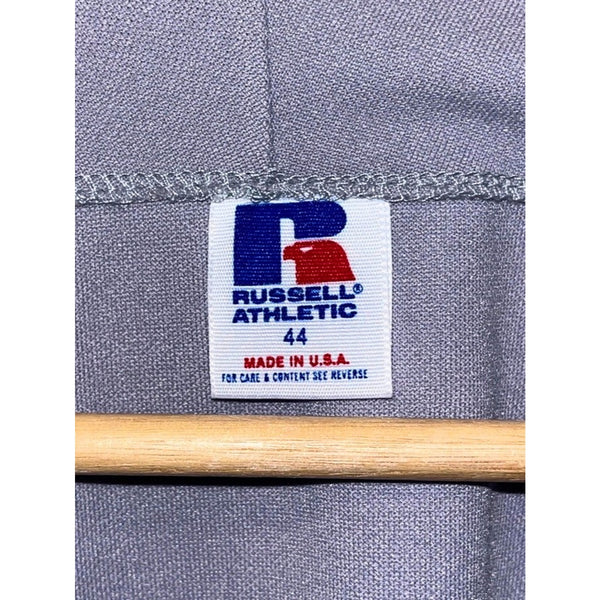 R
RUSSELL®
ATHLETIC
44
MADE IN U.S.A.
FOR CARE & CONTENT SEE REVERSE